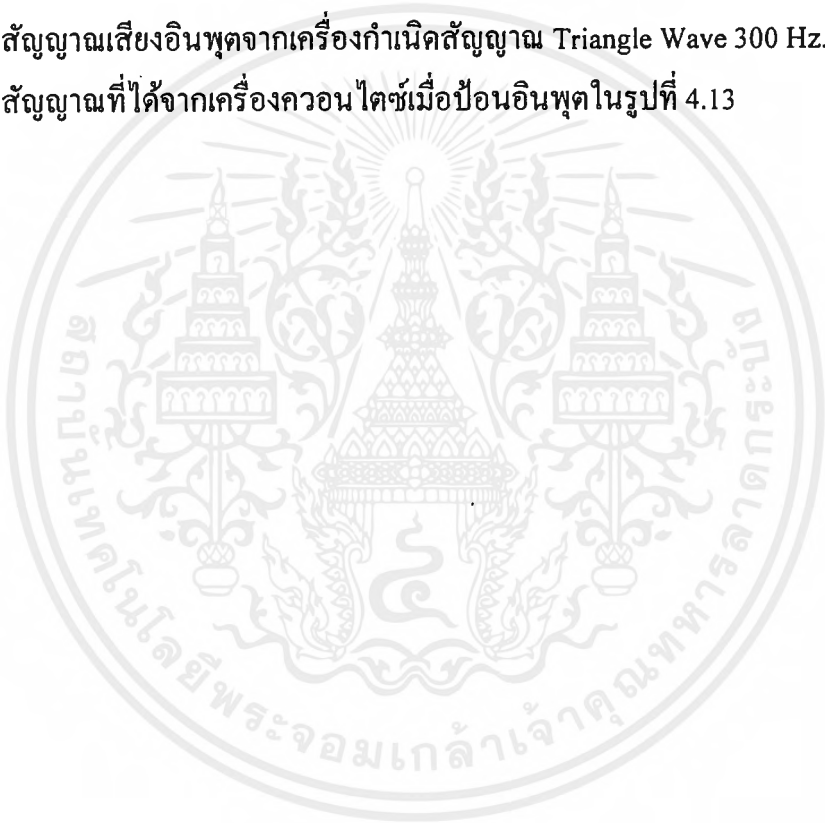 สัญญาณเสียงอินพุตจากเครื่องกำเนิดสัญญาณ Triangle Wave 300 Hz.
สัญญาณที่ได้จากเครื่องควอนไตซ์เมื่อป้อนอินพุตในรูปที่ 4.13
สถาบันเทคโนโลยีพระจอมเกล้าเจ้าคุณทหารลาดกระบัง